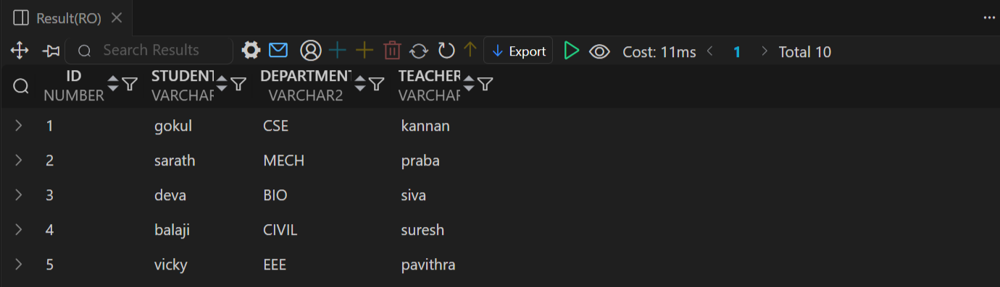 Result(RO)
Search Results Export Cost: 11ms 1 Total 10
ID STUDENT DEPARTMENT TEACHER
NUMBER VARCHAR VARCHAR2 VARCHAR
1 gokul CSE kannan
2 sarath MECH praba
3 deva BIO siva
4 balaji CIVIL suresh
5 vicky EEE pavithra